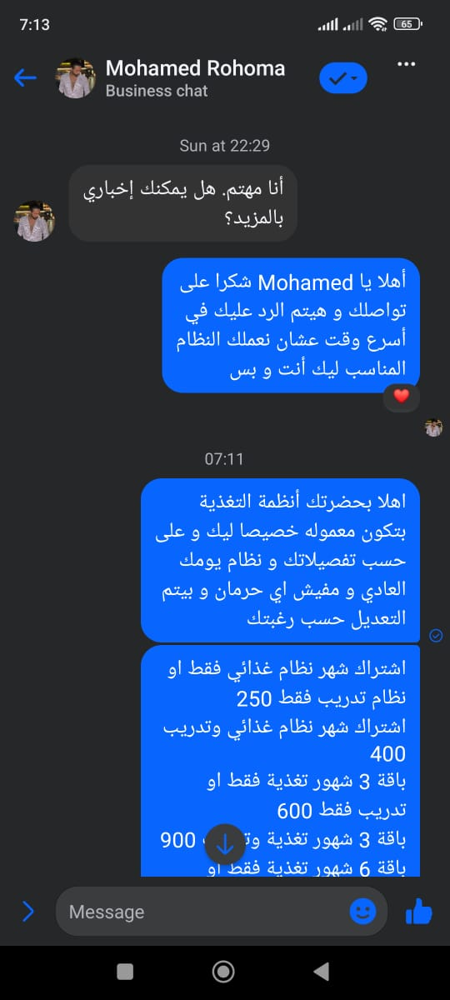 7:13
65
Mohamed Rohoma
Business chat
Sun at 22:29
أنا مهتم. هل يمكنك إخباري
بالمزيد؟
أهلا يا Mohamed شكرا على
تواصلك و هيتم الرد عليك في
أسرع وقت عشان نعملك النظام
المناسب ليك أنت و بس
07:11
اهلا بحضرتك أنظمة التغذية
بتكون معموله خصيصا ليك و على
حسب تفصيلاتك و نظام يومك
العادي و مفيش اي حرمان و بيتم
التعديل حسب رغبتك
اشتراك شهر نظام غذائي فقط او
نظام تدريب فقط 250
اشتراك شهر نظام غذائي وتدريب
400
باقة 3 شهور تغذية فقط او
تدريب فقط 600
باقة 3 شهور تغذية 900
باقة 6 شهور تغذية فقط او
Message